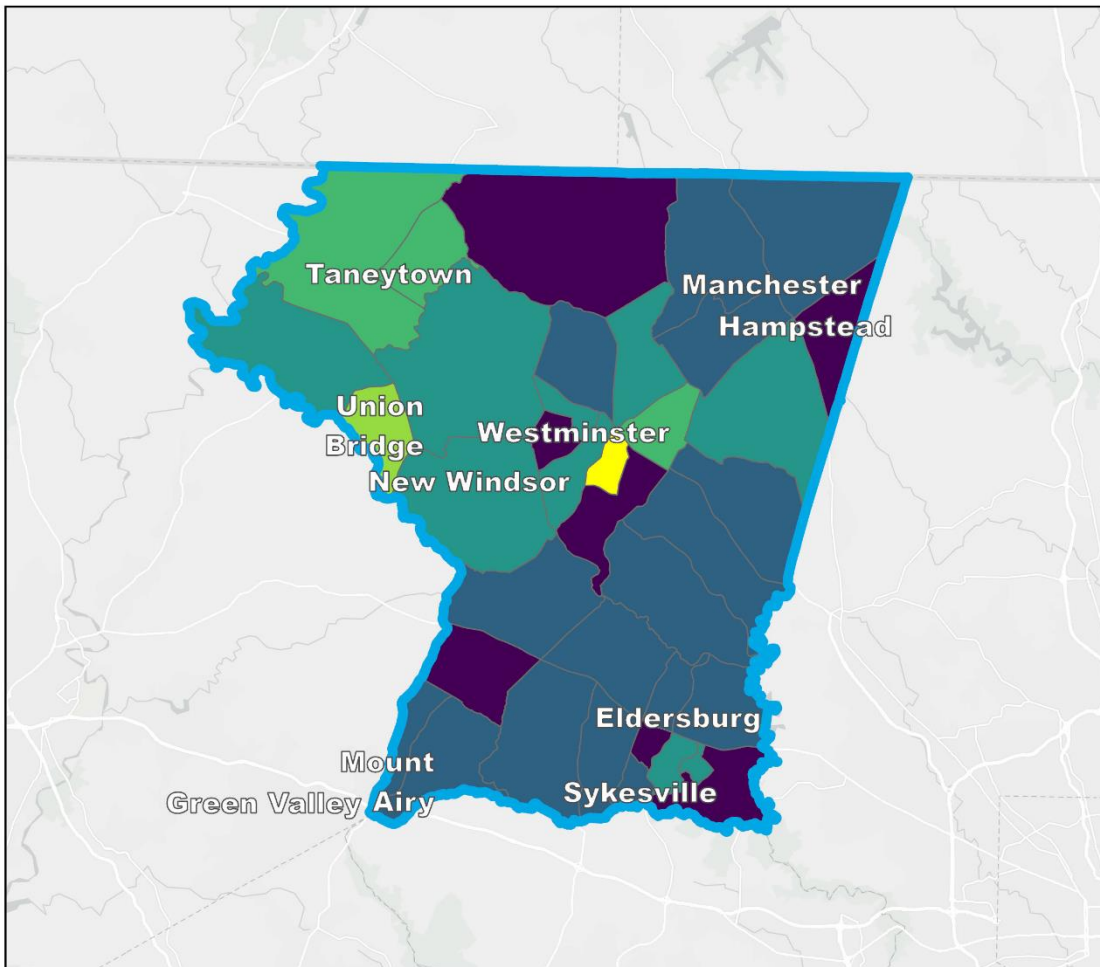 Taneytown
Manchester
Hampstead
Union
Bridge
Westminster
New Windsor
Eldersburg
Mount
Sykesville
Green Valley Airy